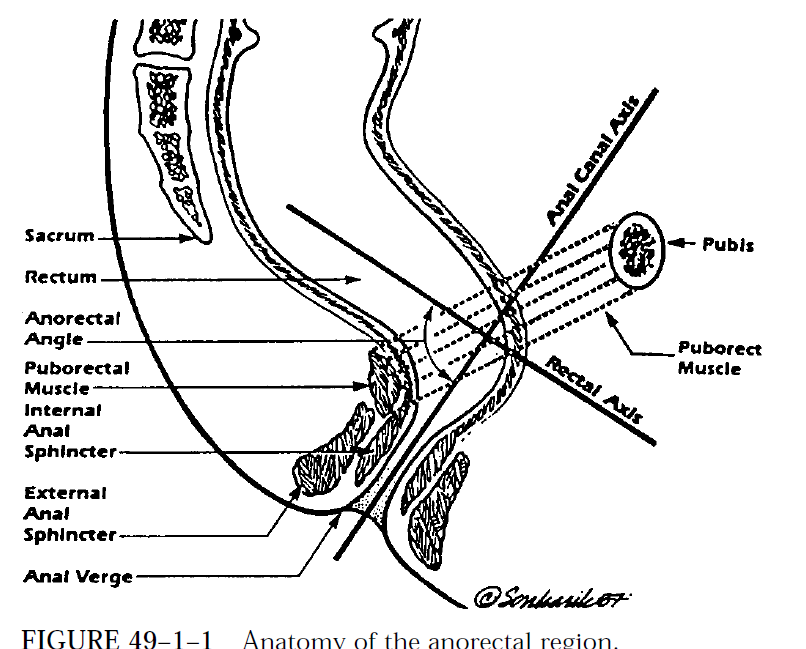 Anal Canal Axis
Sacrum
Pubis
Rectum
Anorectal
Angle
Puborectal
Muscle
Puborect
Muscle
Rectal Axis
Internal
Anal
Sphincter
External
Anal
Sphincter
Anal Verge
FIGURE 49–1–1 Anatomy of the anorectal region.